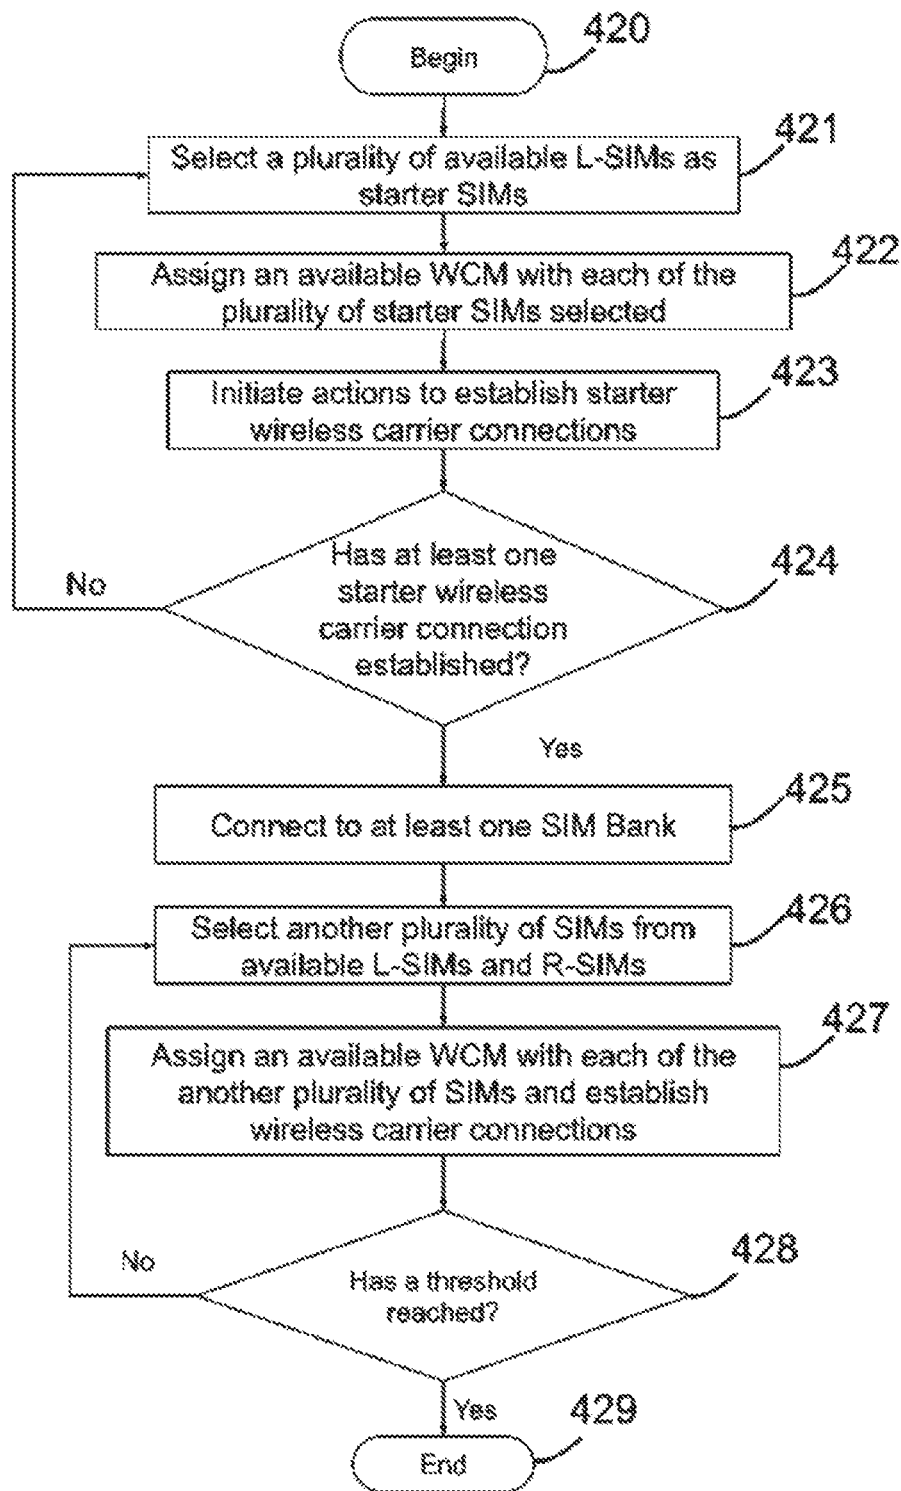 420
Begin
421
Select a plurality of available L-SIMs as
starter SIMs
422
Assign an available WCM with each of the
plurality of starter SIMs selected
423
Initiate actions to establish starter
wireless carrier connections
424
Has at least one
starter wireless
carrier connection
established?
No
Yes
425
Connect to at least one SIM Bank
426
Select another plurality of SIMs from
available L-SIMs and R-SIMs
427
Assign an available WCM with each of the
another plurality of SIMs and establish
wireless carrier connections
428
No
Has a threshold
reached?
Yes
429
End